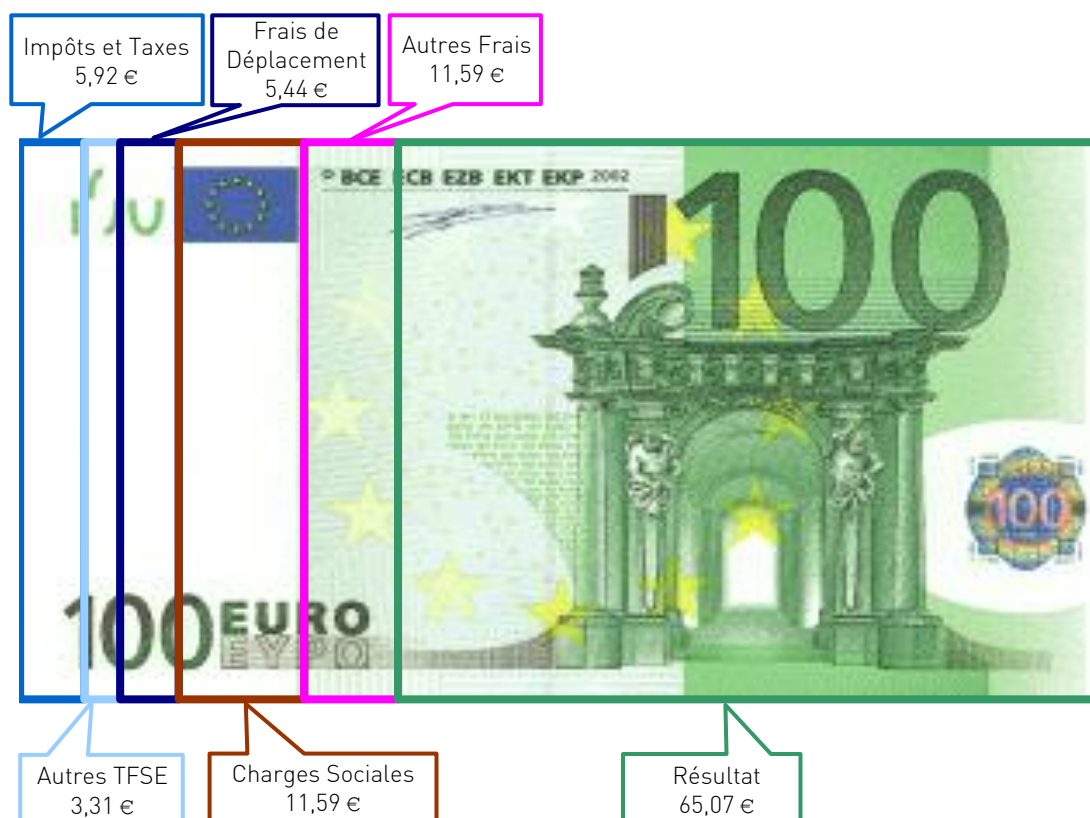 Impôts et Taxes
5,92 €
Frais de
Déplacement
5,44 €
Autres Frais
11,59 €
© BCE ECB EZB EKT EKP 2002
100
100
100 EURO
ΕΥΡΩ
Autres TFSE
3,31 €
Charges Sociales
11,59 €
Résultat
65,07 €